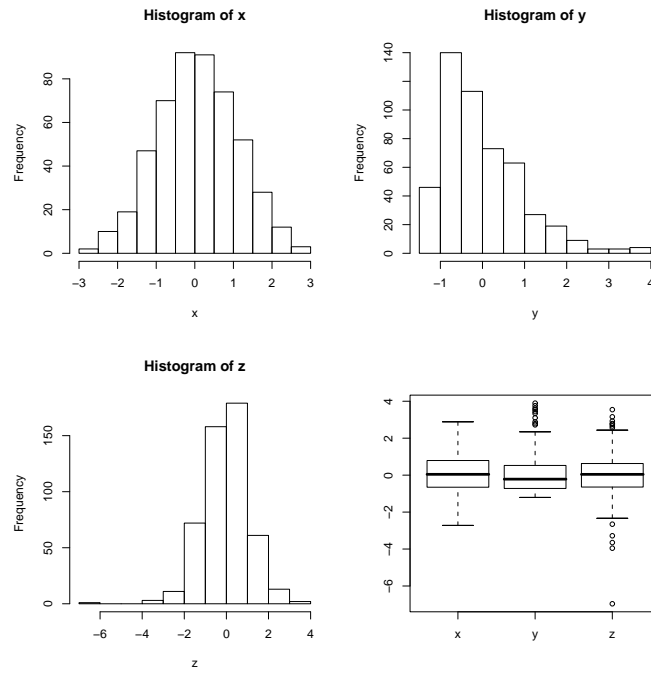 Histogram of x
Frequency
0 20 40 60 80
−3 −2 −1 0 1 2 3
x
Histogram of y
Frequency
0 20 40 60 80 100 140
−1 0 1 2 3 4
y
Histogram of z
Frequency
0 50 100 150
−6 −4 −2 0 2 4
z
−6 −4 −2 0 2 4
x y z